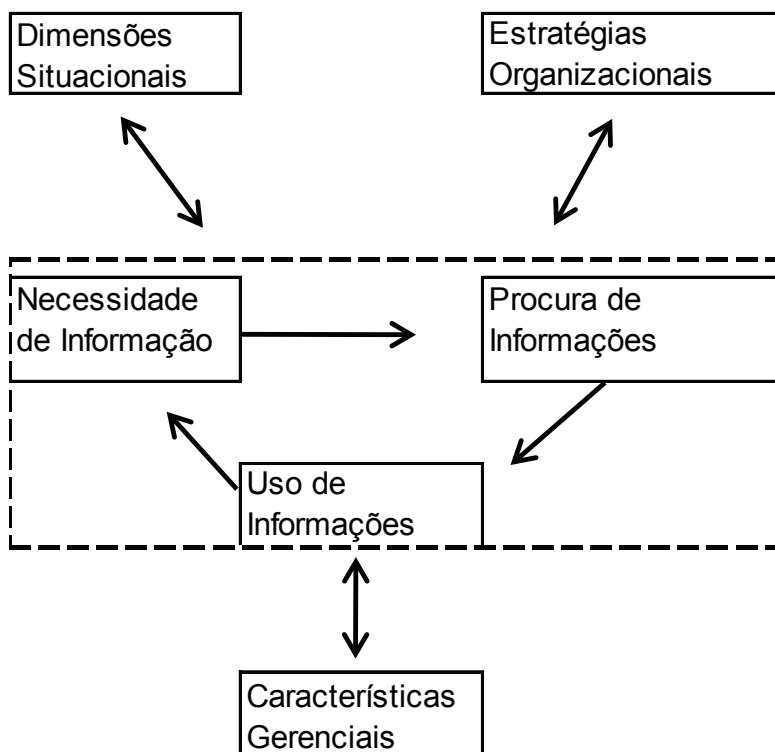 Dimensões
Situacionais
Estratégias
Organizacionais
Necessidade
de Informação
Procura de
Informações
Uso de
Informações
Características
Gerenciais